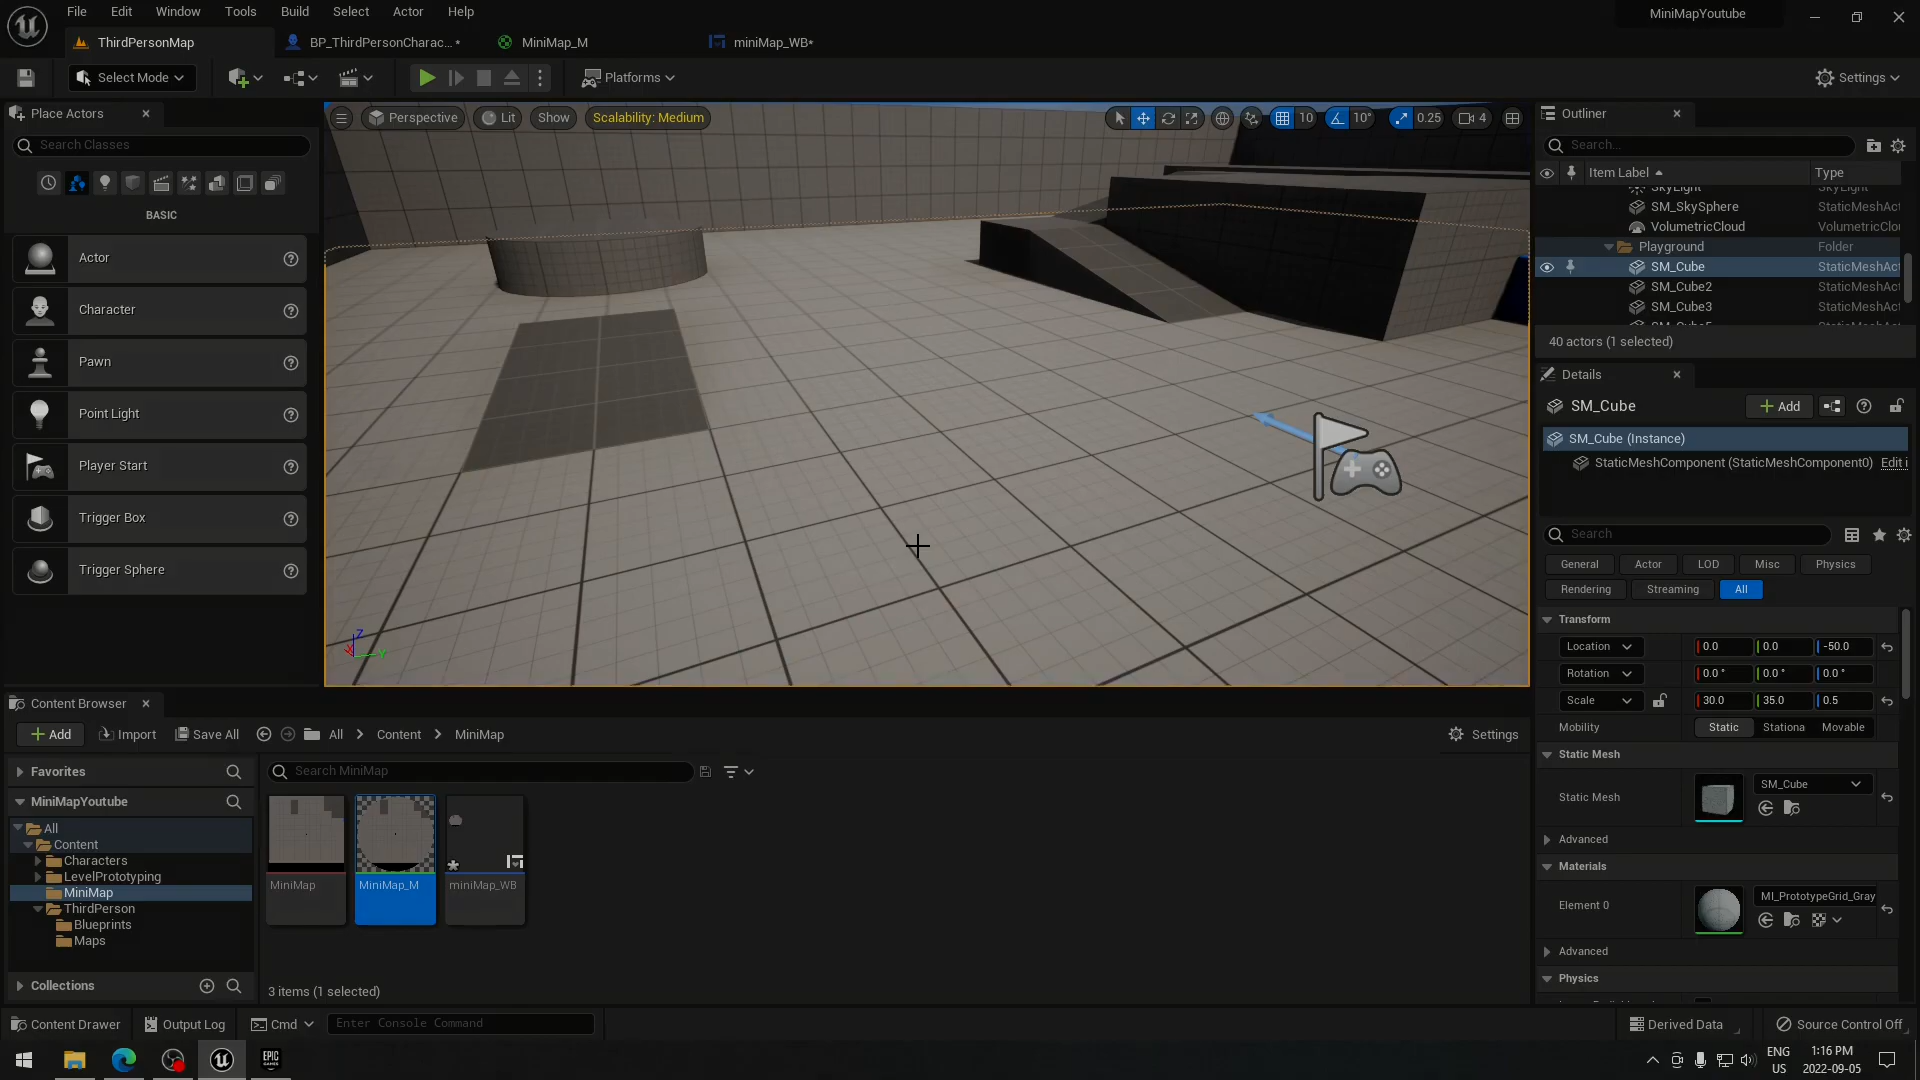 File Edit Window Tools Build Select Actor Help
MiniMapYoutube
ThirdPersonMap
BP_ThirdPersonCharac... *
MiniMap_M
miniMap_WB*
Select Mode
Platforms
Settings
Place Actors
Search Classes
BASIC
Actor
Character
Pawn
Point Light
Player Start
Trigger Box
Trigger Sphere
Perspective
Lit
Show
Scalability: Medium
10
10°
0.25
4
Z
X
Y
Outliner
Search...
Item Label
Type
SkyLight
SkyLight
SM_SkySphere
StaticMeshAct
VolumetricCloud
VolumetricClou
Playground
Folder
SM_Cube
StaticMeshAct
SM_Cube2
StaticMeshAct
SM_Cube3
StaticMeshAct
40 actors (1 selected)
Details
SM_Cube
Add
SM_Cube (Instance)
StaticMeshComponent (StaticMeshComponent0)
Edit i
Search
General
Actor
LOD
Misc
Physics
Rendering
Streaming
All
Transform
Location
0.0
0.0
-50.0
Rotation
0.0 °
0.0 °
0.0 °
Scale
30.0
35.0
0.5
Mobility
Static
Stationa
Movable
Static Mesh
Static Mesh
SM_Cube
Advanced
Materials
Element 0
MI_PrototypeGrid_Gray
Advanced
Physics
Content Browser
Add
Import
Save All
All
Content
MiniMap
Settings
Favorites
MiniMapYoutube
All
Content
Characters
LevelPrototyping
MiniMap
ThirdPerson
Blueprints
Maps
Collections
Search MiniMap
MiniMap
MiniMap_M
miniMap_WB
3 items (1 selected)
Content Drawer
Output Log
Cmd
Enter Console Command
Derived Data
Source Control Off
EPIC
GAMES
ENG
US
1:16 PM
2022-09-05